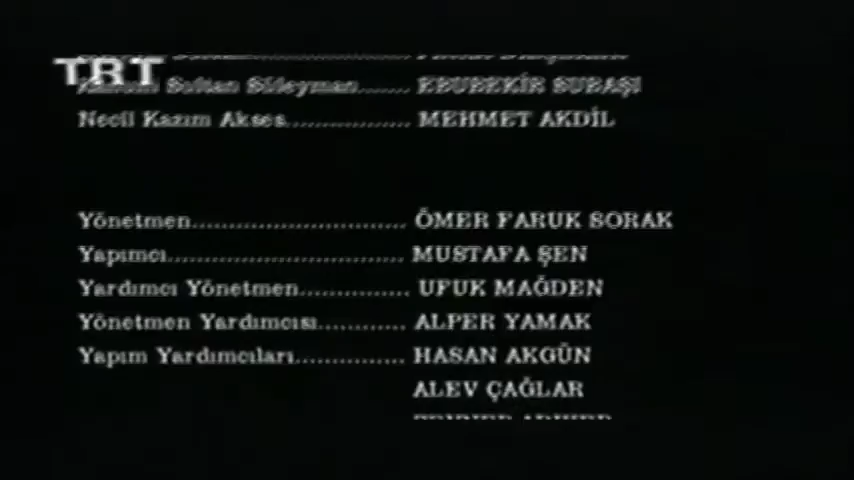 TRT
Sultan Süleyman....... EBUBEKİR SUBAŞI
Necil Kazım Akses................. MEHMET AKDİL
Yönetmen............................. ÖMER FARUK SORAK
Yapımcı................................ MUSTAFA ŞEN
Yardımcı Yönetmen............... UFUK MAĞDEN
Yönetmen Yardımcısı............ ALPER YAMAK
Yapım Yardımcıları............... HASAN AKGÜN
ALEV ÇAĞLAR